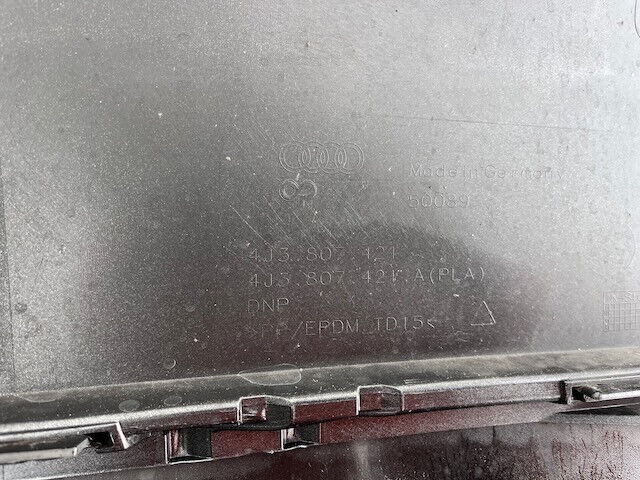 Made in Germany
50089
4J3.807.421
4J3.807.421.A(PLA)
DNP
>PP/EPDM TD15<